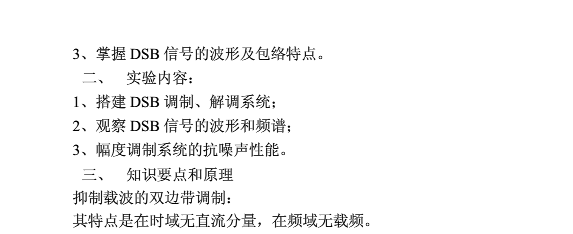 3、掌握 DSB 信号的波形及包络特点。
二、 实验内容：
1、搭建 DSB 调制、解调系统；
2、观察 DSB 信号的波形和频谱；
3、幅度调制系统的抗噪声性能。
三、 知识要点和原理
抑制载波的双边带调制：
其特点是在时域无直流分量，在频域无载频。